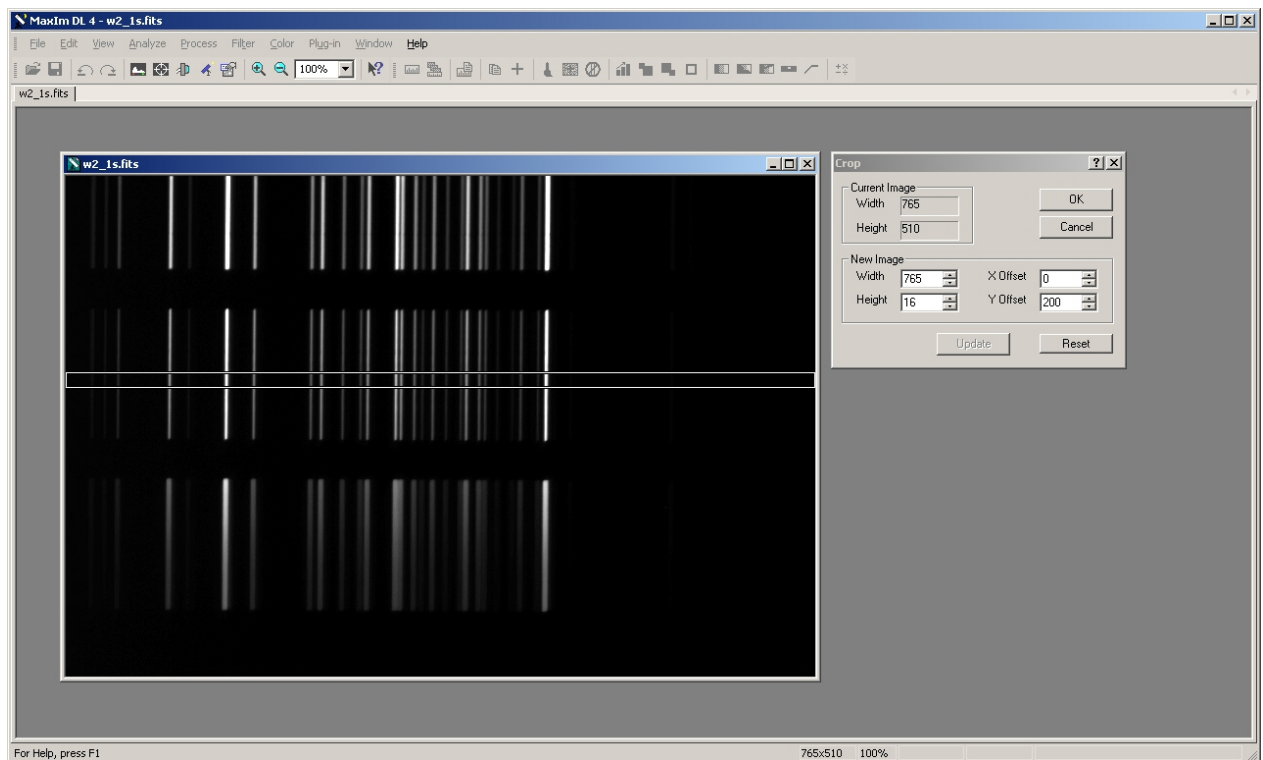 MaxIm DL 4 - w2_1s.fits
File Edit View Analyze Process Filter Color Plug-in Window Help
100%
w2_1s.fits
w2_1s.fits
Crop
Current Image
Width 765
OK
Height 510
Cancel
New Image
Width 765 X Offset 0
Height 16 Y Offset 200
Update Reset
For Help, press F1 765x510 100%